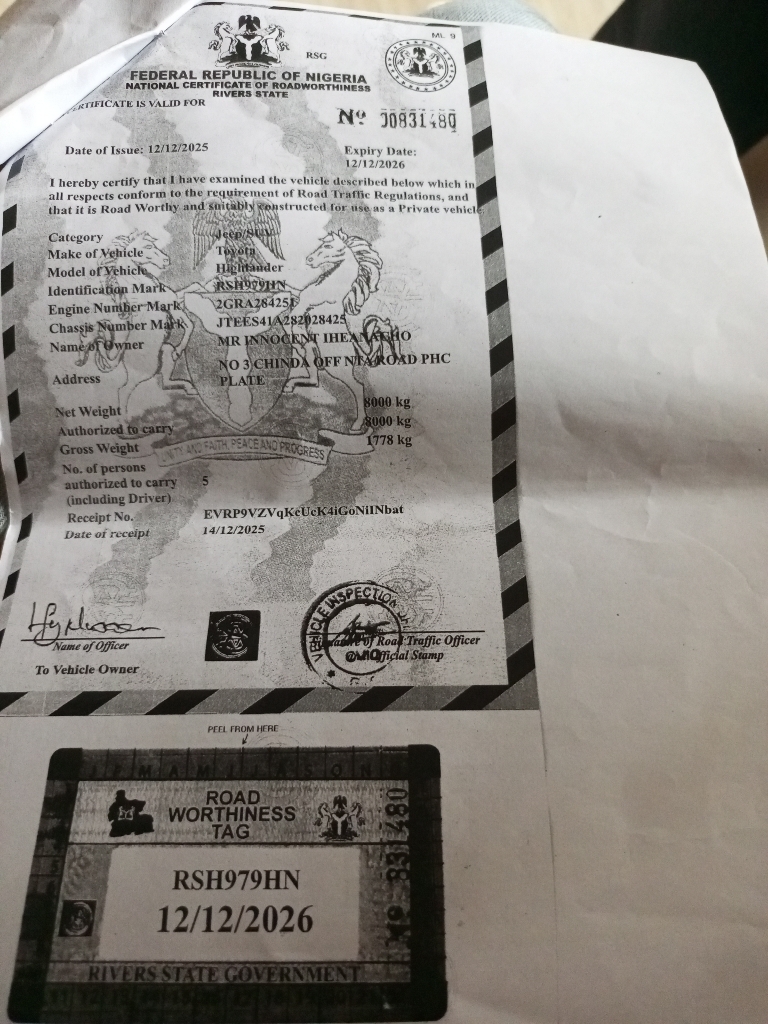 ML 9
RSG
FEDERAL REPUBLIC OF NIGERIA
NATIONAL CERTIFICATE OF ROADWORTHINESS
RIVERS STATE
CERTIFICATE IS VALID FOR
Nº 00831480
Date of Issue: 12/12/2025
Expiry Date: 12/12/2026
I hereby certify that I have examined the vehicle described below which in
all respects conform to the requirement of Road Traffic Regulations, and
that it is Road Worthy and suitably constructed for use as a Private vehicle
Category Jeep/SUV
Make of Vehicle Toyota
Model of Vehicle Highlander
Identification Mark RSH979HN
Engine Number Mark 2GRA284251
Chassis Number Mark JTEES41A282028425
Name of Owner MR INNOCENT IHEANACHO
Address NO 3 CHINDA OFF NTA ROAD PHC
PLATE
Net Weight 8000 kg
Authorized to carry 8000 kg
Gross Weight 1778 kg
UNITY AND FAITH, PEACE AND PROGRESS
No. of persons
authorized to carry 5
(including Driver)
Receipt No. EVRP9VZVqKeUcK4iGoNiINbat
Date of receipt 14/12/2025
Name of Officer
VEHICLE INSPECTION
of Road Traffic Officer
Official Stamp
To Vehicle Owner
PEEL FROM HERE
J F M A M J J A S O N
ROAD
WORTHINESS
TAG
Nº 831480
RSH979HN
12/12/2026
RIVERS STATE GOVERNMENT